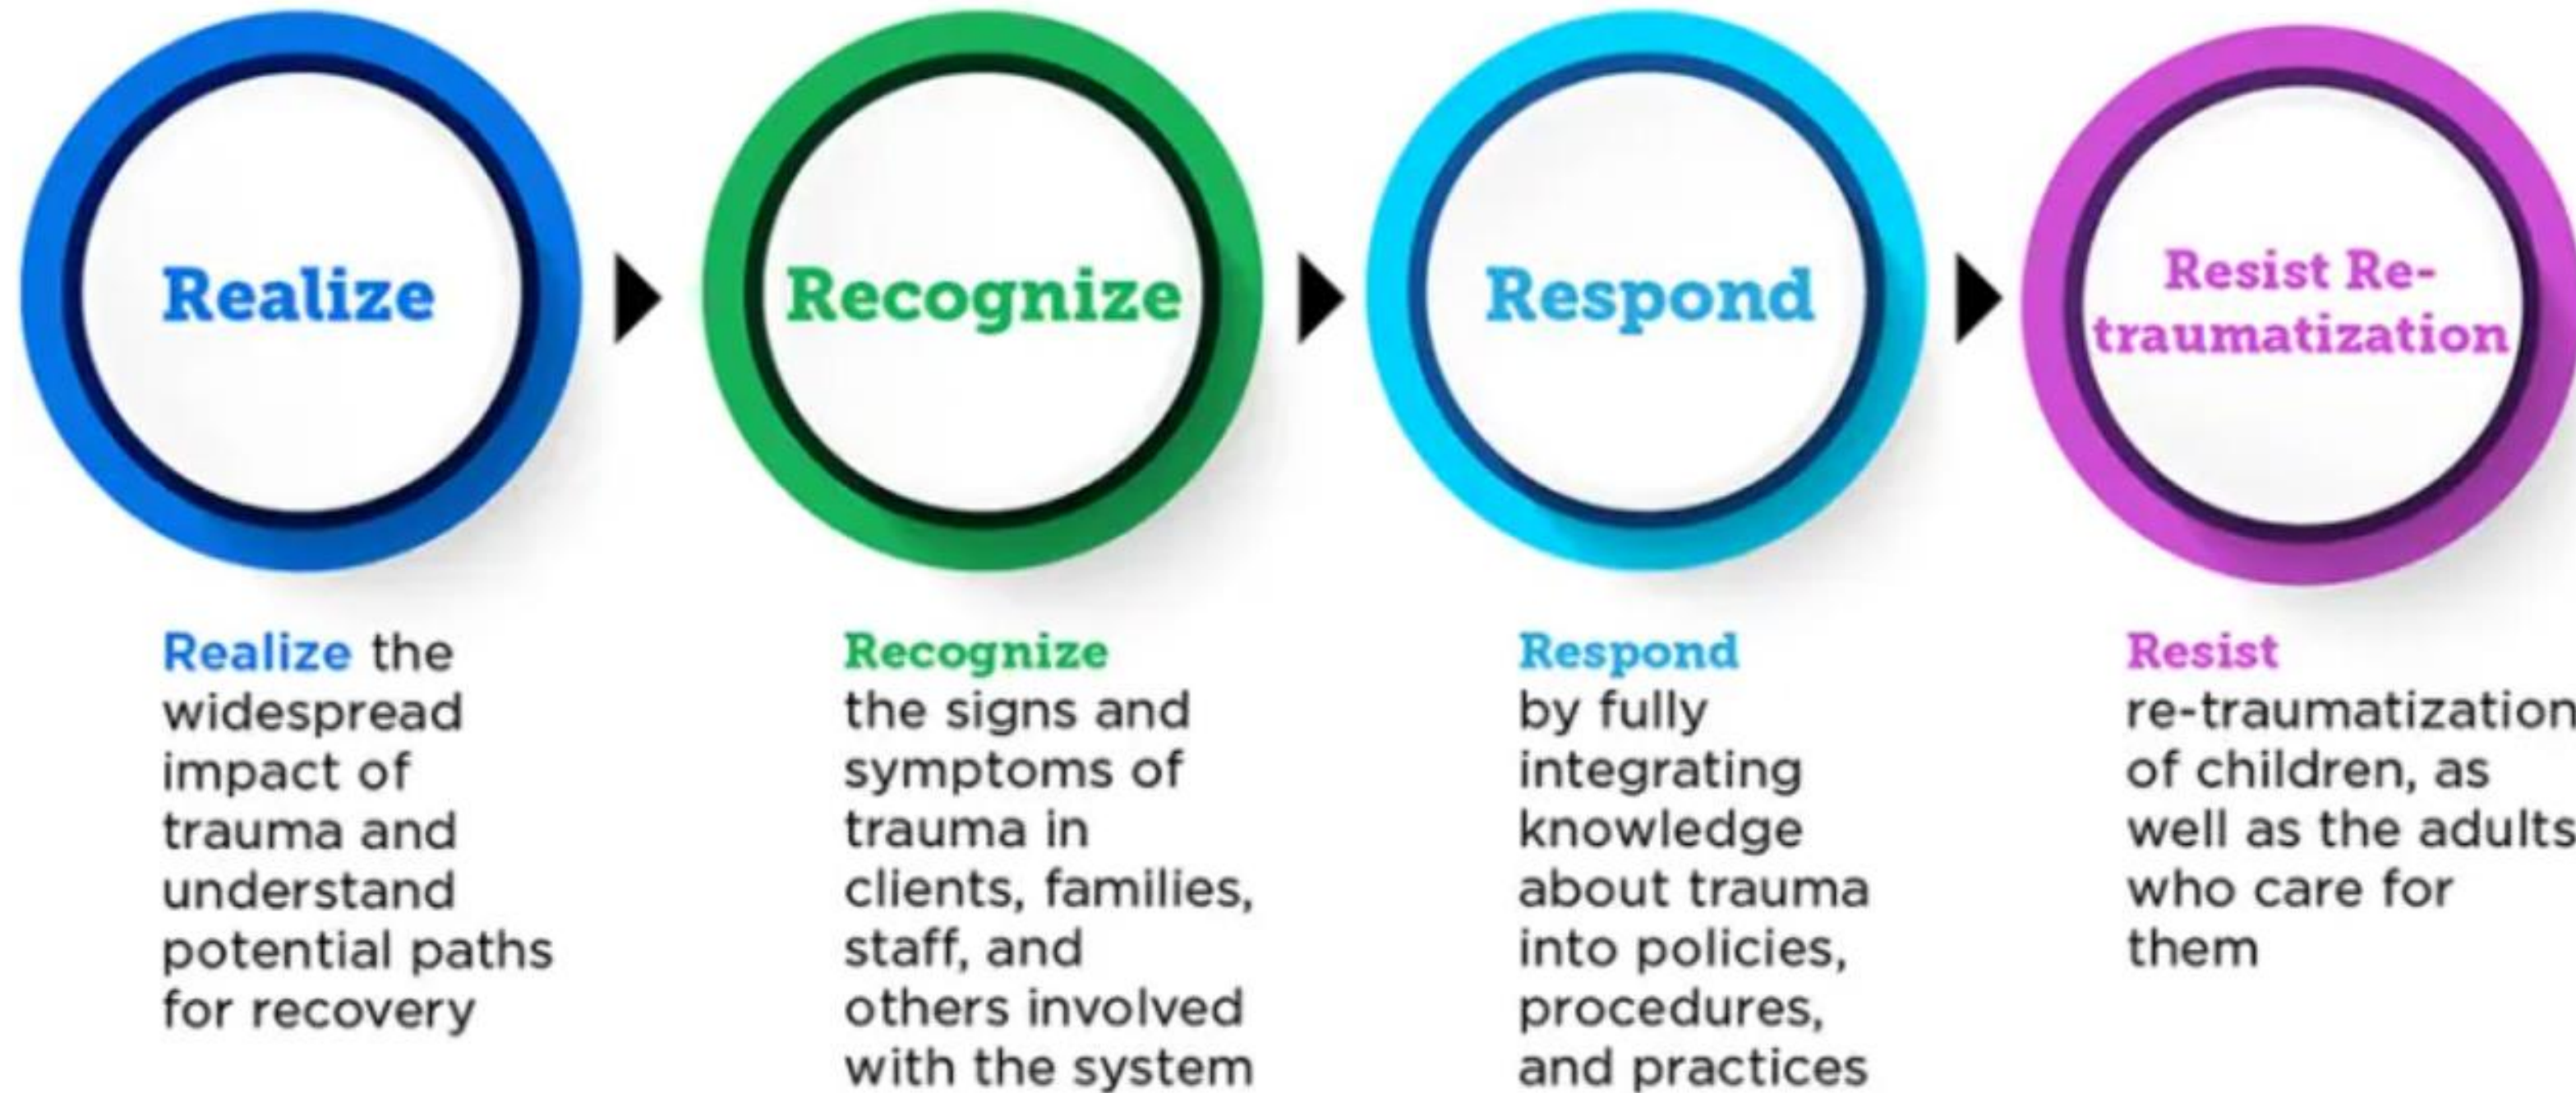 Realize
Recognize
Respond
Resist Re-
traumatization
Realize the
widespread
impact of
trauma and
understand
potential paths
for recovery
Recognize
the signs and
symptoms of
trauma in
clients, families,
staff, and
others involved
with the system
Respond
by fully
integrating
knowledge
about trauma
into policies,
procedures,
and practices
Resist
re-traumatization
of children, as
well as the adults
who care for
them